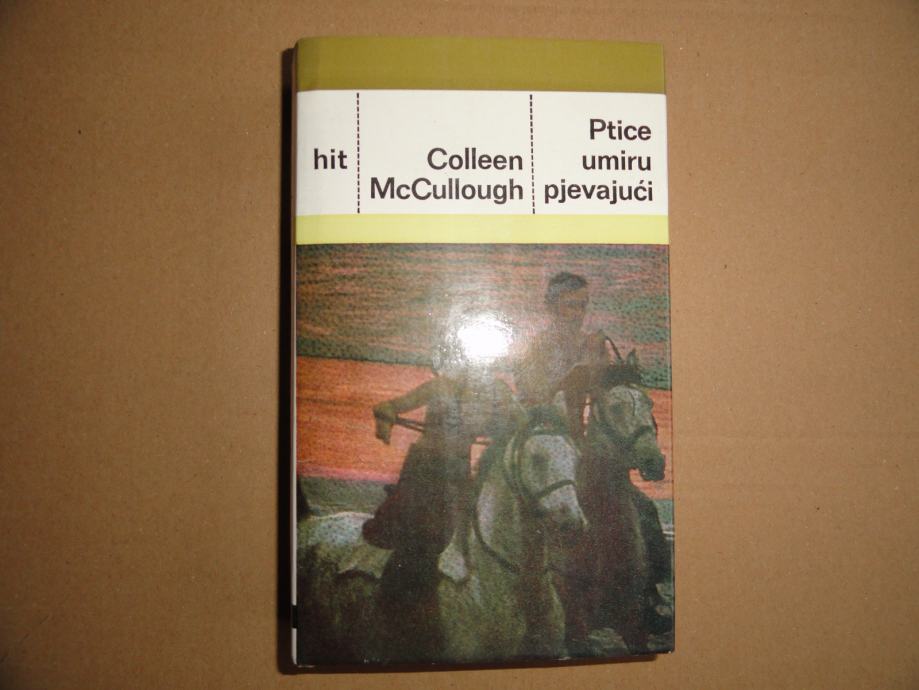 hit
Colleen
McCullough
Ptice
umiru
pjevajući